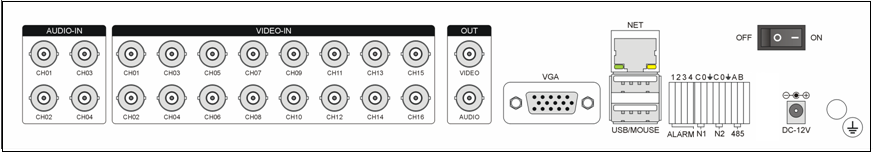 AUDIO-IN VIDEO-IN OUT NET
OFF ON
CH01 CH03 CH01 CH03 CH05 CH07 CH09 CH11 CH13 CH15 VIDEO
VGA
1 2 3 4 C 0 ⏚ C 0 ⏚ A B
CH02 CH04 CH02 CH04 CH06 CH08 CH10 CH12 CH14 CH16 AUDIO
USB/MOUSE ALARM N1 N2 485 DC-12V